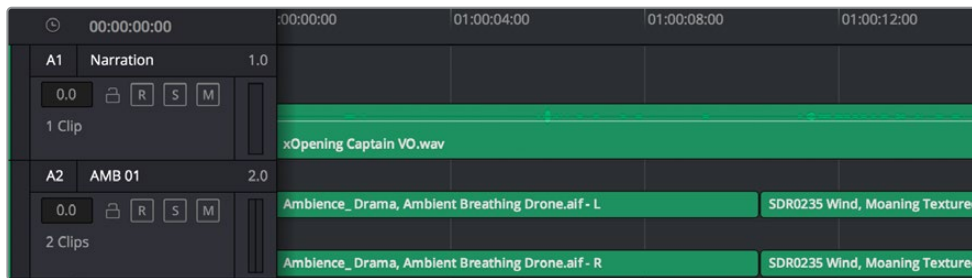 00:00:00:00 :00:00:00 01:00:04:00 01:00:08:00 01:00:12:00
A1 Narration 1.0
0.0 R S M
1 Clip
xOpening Captain VO.wav
A2 AMB 01 2.0
0.0 R S M
Ambience_ Drama, Ambient Breathing Drone.aif - L SDR0235 Wind, Moaning Texture
2 Clips
Ambience_ Drama, Ambient Breathing Drone.aif - R SDR0235 Wind, Moaning Texture